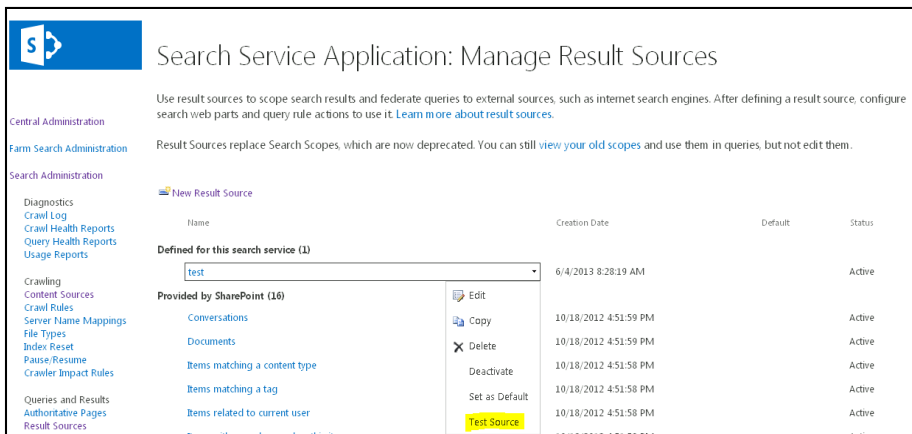 S
Search Service Application: Manage Result Sources
Use result sources to scope search results and federate queries to external sources, such as internet search engines. After defining a result source, configure
search web parts and query rule actions to use it. Learn more about result sources.
Result Sources replace Search Scopes, which are now deprecated. You can still view your old scopes and use them in queries, but not edit them.
Central Administration
Farm Search Administration
Search Administration
Diagnostics
Crawl Log
Crawl Health Reports
Query Health Reports
Usage Reports
Crawling
Content Sources
Crawl Rules
Server Name Mappings
File Types
Index Reset
Pause/Resume
Crawler Impact Rules
Queries and Results
Authoritative Pages
Result Sources
New Result Source
Name Creation Date Default Status
Defined for this search service (1)
test 6/4/2013 8:28:19 AM Active
Provided by SharePoint (16)
Conversations 10/18/2012 4:51:59 PM Active
Documents 10/18/2012 4:51:59 PM Active
Items matching a content type 10/18/2012 4:51:58 PM Active
Items matching a tag 10/18/2012 4:51:58 PM Active
Items related to current user 10/18/2012 4:51:58 PM Active
Edit
Copy
Delete
Deactivate
Set as Default
Test Source